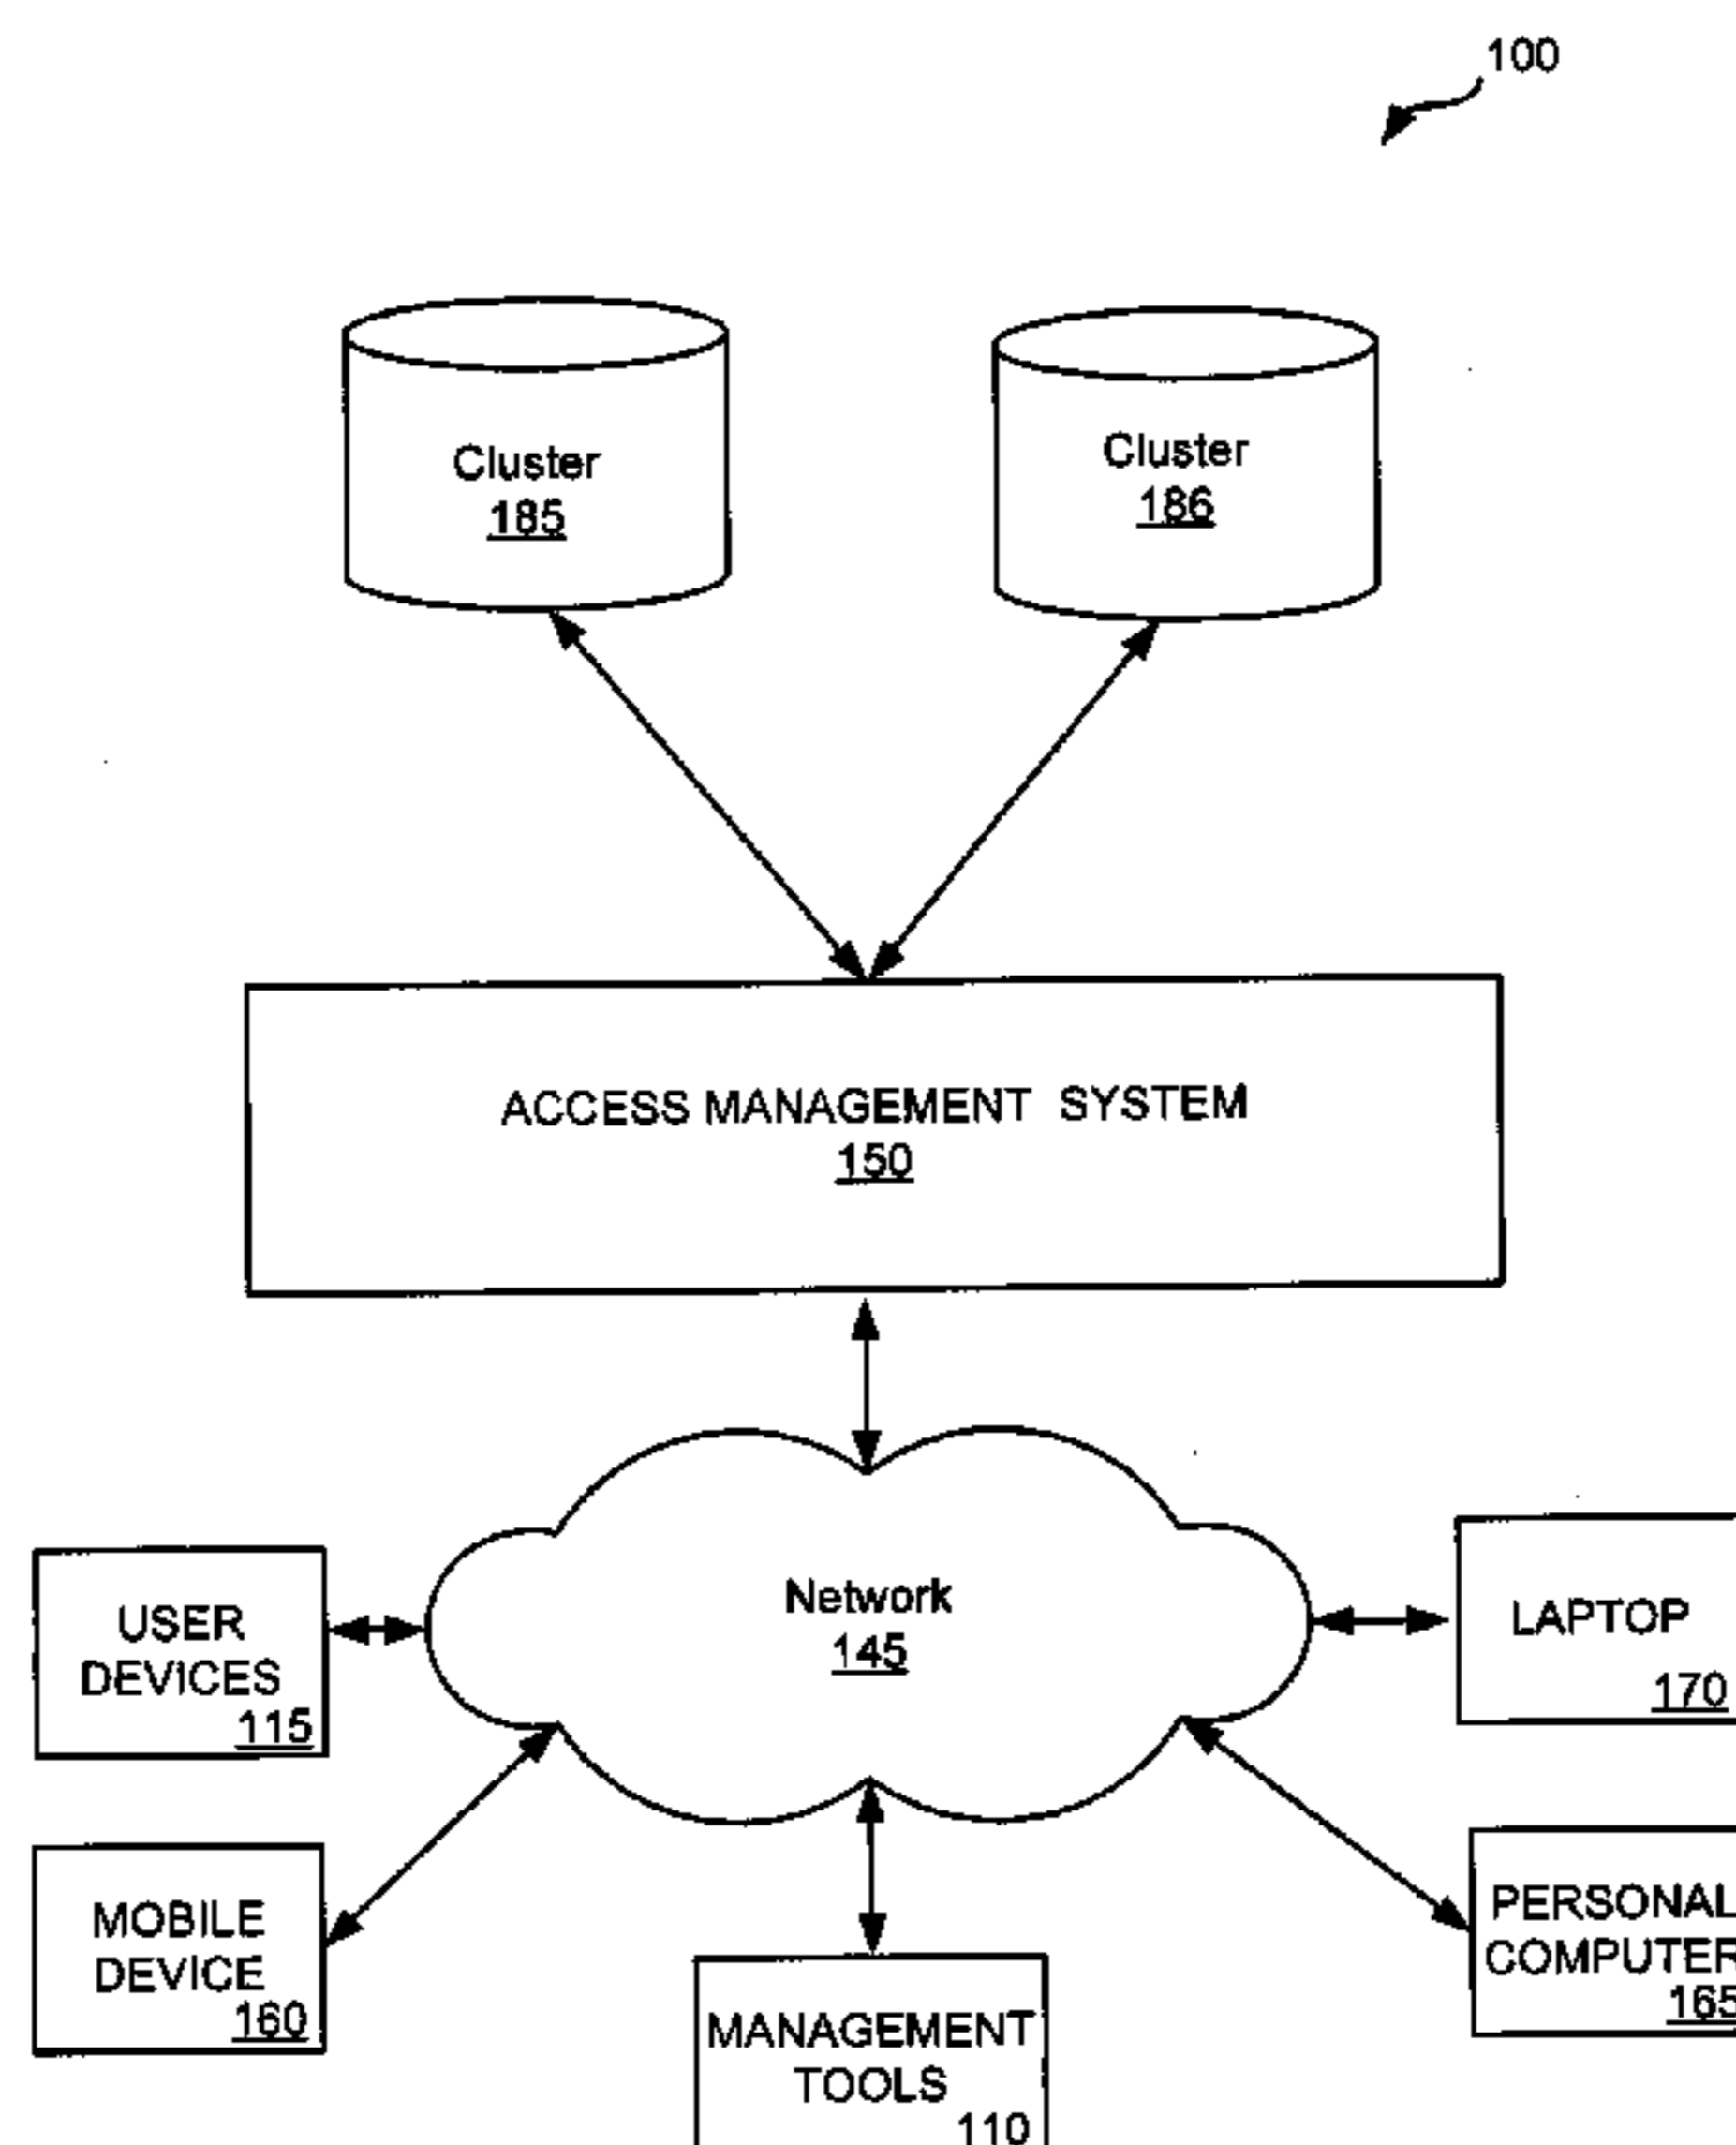 100
Cluster
185
Cluster
186
ACCESS MANAGEMENT SYSTEM
150
Network
145
USER
DEVICES
115
LAPTOP
170
MOBILE
DEVICE
160
PERSONAL
COMPUTER
165
MANAGEMENT
TOOLS
110